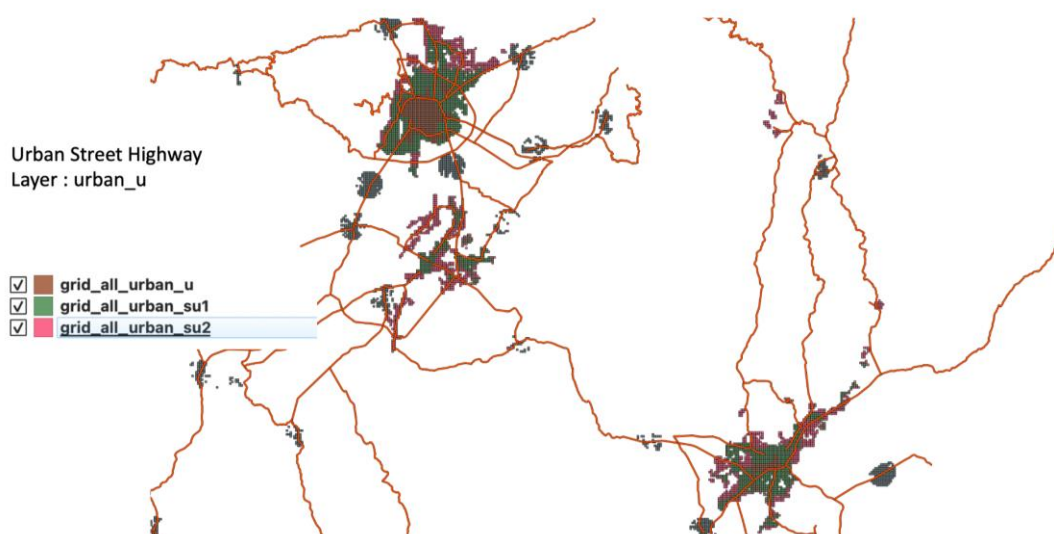 Urban Street Highway
Layer : urban_u
grid_all_urban_u
grid_all_urban_su1
grid_all_urban_su2